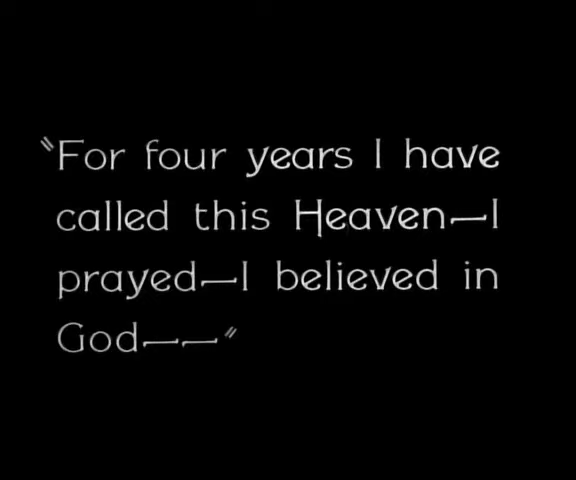 “For four years I have
called this Heaven—I
prayed—I believed in
God——”